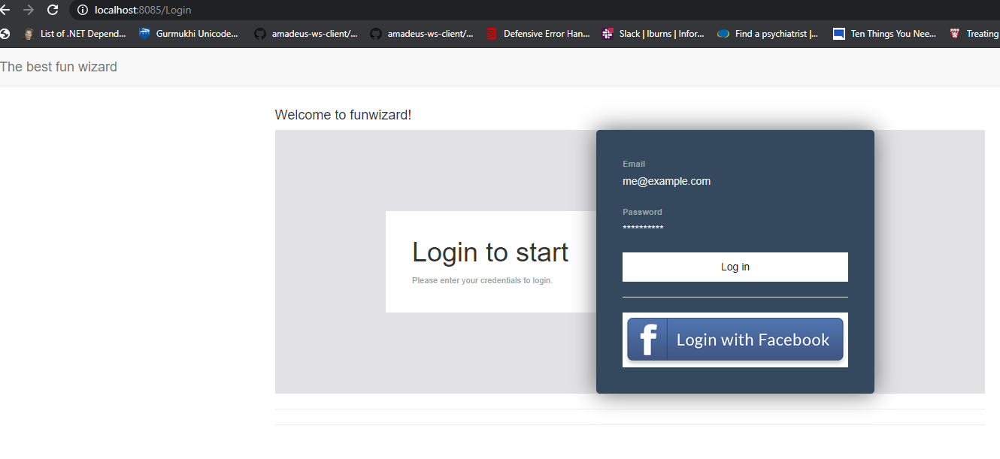 localhost:8085/Login
List of .NET Depend... Gurmukhi Unicode... amadeus-ws-client/... amadeus-ws-client/... Defensive Error Han... Slack | Iburns | Infor... Find a psychiatrist |... Ten Things You Nee... Treating
The best fun wizard
Welcome to funwizard!
Email
me@example.com
Password
**********
Login to start
Please enter your credentials to login.
Log in
f Login with Facebook